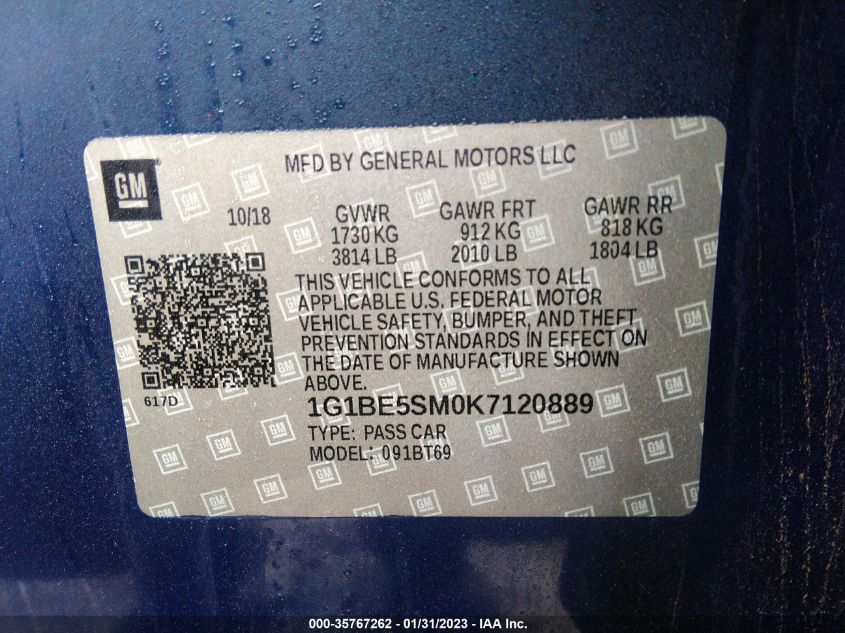 GM
MFD BY GENERAL MOTORS LLC
10/18 GVWR GAWR FRT GAWR RR
1730 KG 912 KG 818 KG
3814 LB 2010 LB 1804 LB
THIS VEHICLE CONFORMS TO ALL
APPLICABLE U.S. FEDERAL MOTOR
VEHICLE SAFETY, BUMPER, AND THEFT
PREVENTION STANDARDS IN EFFECT ON
THE DATE OF MANUFACTURE SHOWN
ABOVE.
617D
1G1BE5SM0K7120889
TYPE: PASS CAR
MODEL: 091BT69
000-35767262 - 01/31/2023 - IAA Inc.